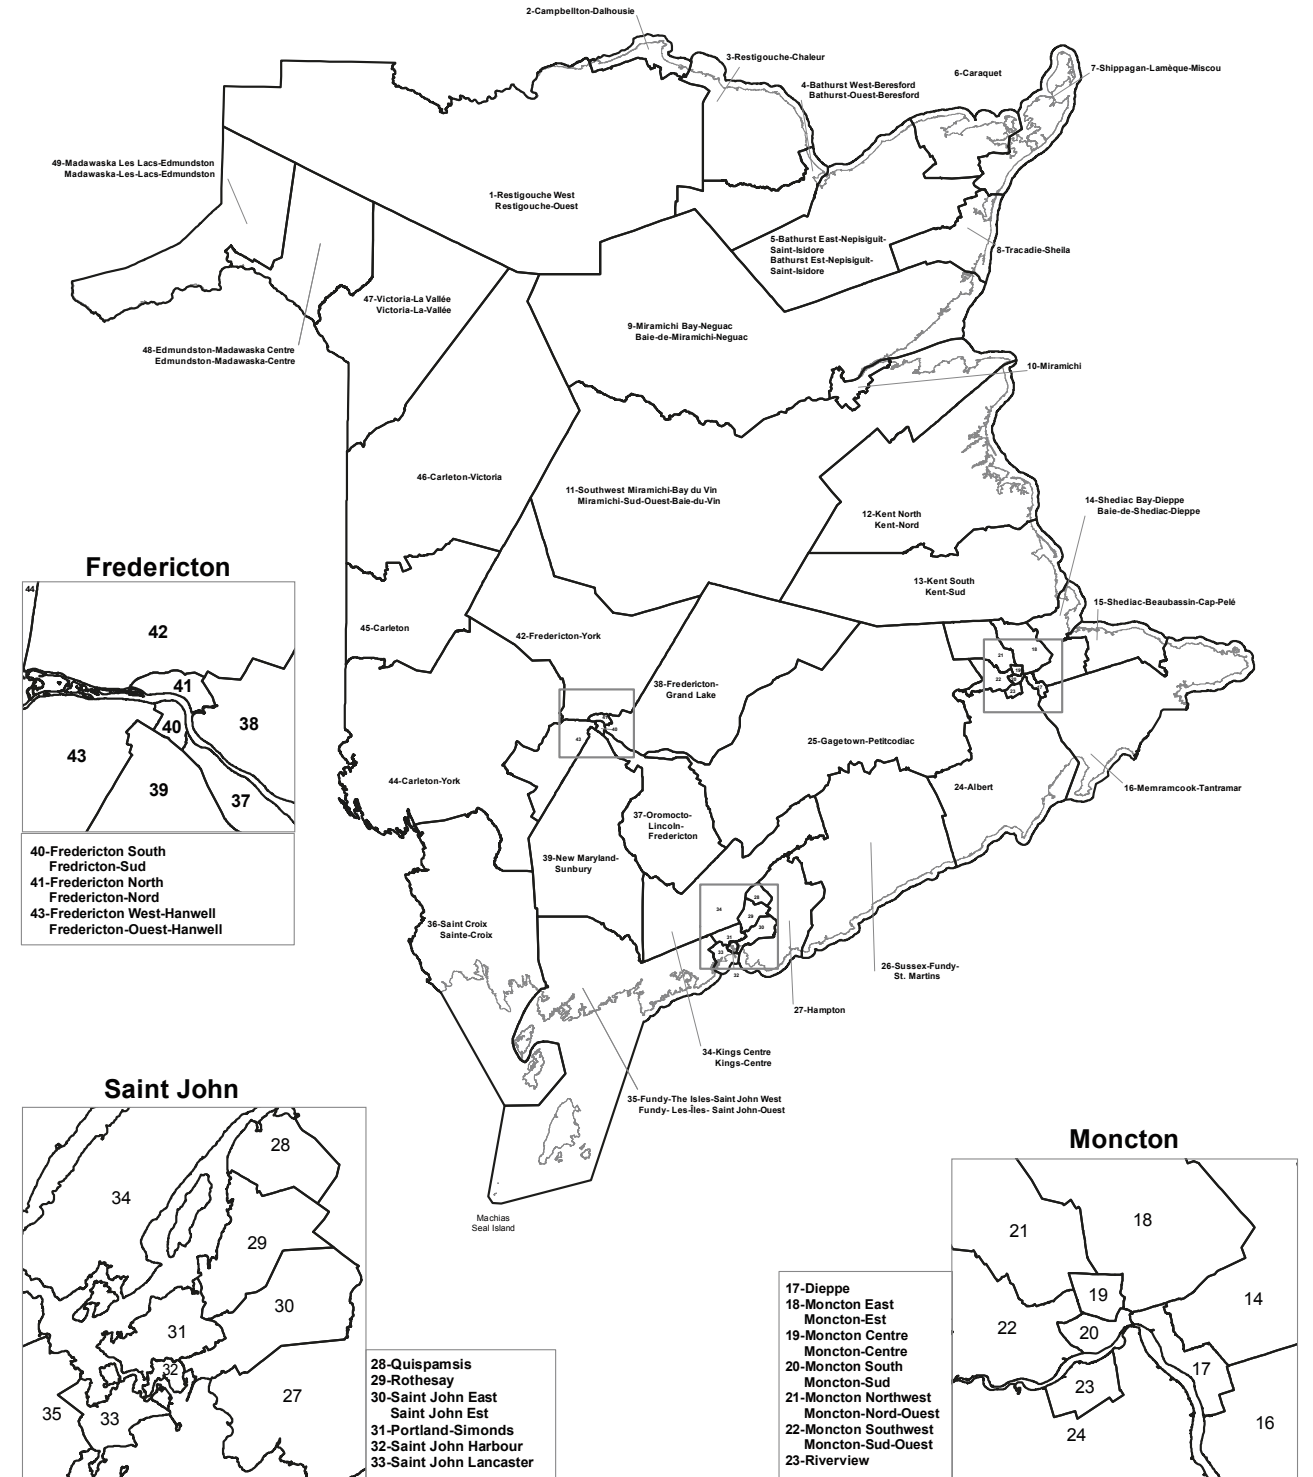 2-Campbellton-Dalhousie
3-Restigouche-Chaleur
4-Bathurst West-Beresford
Bathurst-Ouest-Beresford
6-Caraquet
7-Shippagan-Lamèque-Miscou
49-Madawaska Les Lacs-Edmundston
Madawaska-Les-Lacs-Edmundston
1-Restigouche West
Restigouche-Ouest
5-Bathurst East-Nepisiguit-
Saint-Isidore
Bathurst Est-Nepisiguit-
Saint-Isidore
8-Tracadie-Sheila
47-Victoria-La Vallée
Victoria-La-Vallée
9-Miramichi Bay-Neguac
Baie-de-Miramichi-Neguac
48-Edmundston-Madawaska Centre
Edmundston-Madawaska-Centre
10-Miramichi
46-Carleton-Victoria
11-Southwest Miramichi-Bay du Vin
Miramichi-Sud-Ouest-Baie-du-Vin
12-Kent North
Kent-Nord
14-Shediac Bay-Dieppe
Baie-de-Shediac-Dieppe
13-Kent South
Kent-Sud
15-Shediac-Beaubassin-Cap-Pelé
45-Carleton
42-Fredericton-York
38-Fredericton-
Grand Lake
21
18
19
22
23
43
25-Gagetown-Petitcodiac
44-Carleton-York
24-Albert
16-Memramcook-Tantramar
37-Oromocto-
Lincoln-
Fredericton
39-New Maryland-
Sunbury
36-Saint Croix
Sainte-Croix
34
28
29
30
31
33
32
26-Sussex-Fundy-
St. Martins
27-Hampton
34-Kings Centre
Kings-Centre
35-Fundy-The Isles-Saint John West
Fundy- Les-Îles- Saint John-Ouest
Machias
Seal Island
Fredericton
44
42
41
40
38
43
39
37
40-Fredericton South
Fredricton-Sud
41-Fredericton North
Fredericton-Nord
43-Fredericton West-Hanwell
Fredericton-Ouest-Hanwell
Saint John
28
34
29
30
31
32
27
35
33
28-Quispamsis
29-Rothesay
30-Saint John East
Saint John Est
31-Portland-Simonds
32-Saint John Harbour
33-Saint John Lancaster
Moncton
21
18
19
14
22
20
17
23
24
16
17-Dieppe
18-Moncton East
Moncton-Est
19-Moncton Centre
Moncton-Centre
20-Moncton South
Moncton-Sud
21-Moncton Northwest
Moncton-Nord-Ouest
22-Moncton Southwest
Moncton-Sud-Ouest
23-Riverview